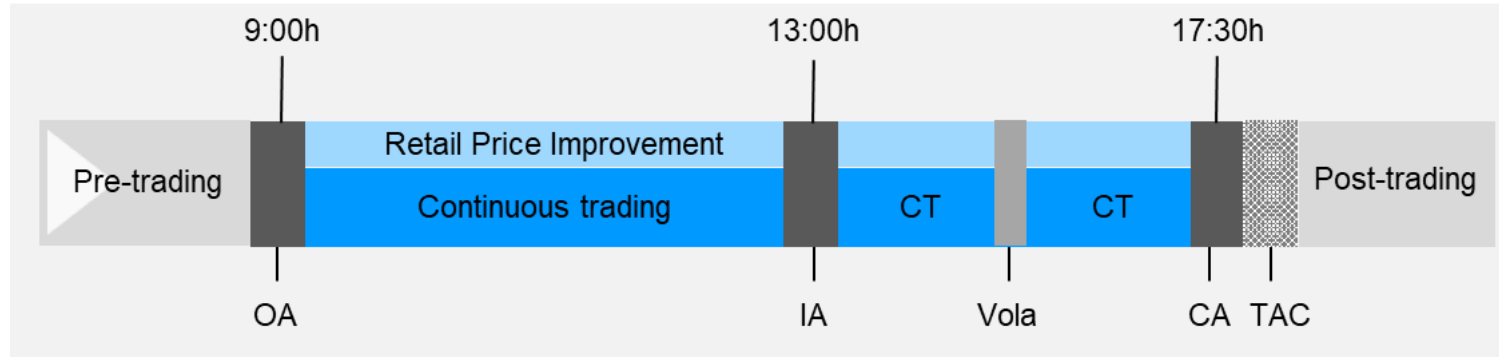 9:00h 13:00h 17:30h
Retail Price Improvement
Pre-trading Continuous trading CT CT Post-trading
OA IA Vola CA TAC